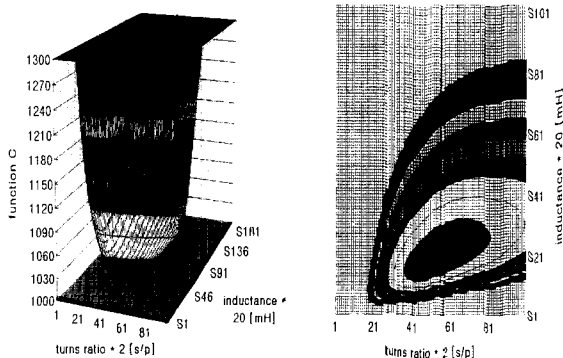 1300
1270
1240
1210
1180
1150
1120
1090
1060
1030
1000
function C
1 21 41 61 81
turns ratio * 2 [s/p]
S1
S46
S91
S136
S181
inductance *
20 [mH]
S101
S81
S61
S41
S21
S1
inductance * 20 [mH]
1 21 41 61 81
turns ratio * 2 [s/p]